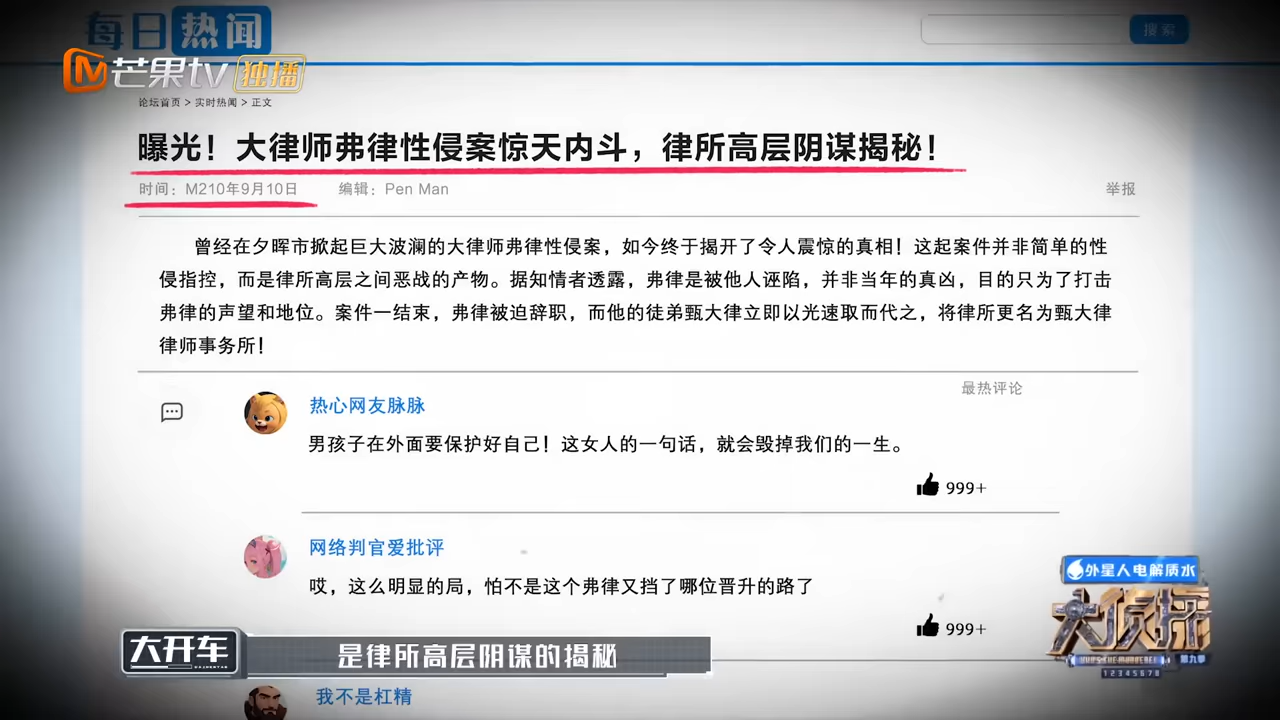 每日热闻
搜索
芒果tv 独播
论坛首页 > 实时热闻 > 正文
曝光！大律师弗律性侵案惊天内斗，律所高层阴谋揭秘！
时间：M210年9月10日 编辑：Pen Man 举报
曾经在夕晖市掀起巨大波澜的大律师弗律性侵案，如今终于揭开了令人震惊的真相！这起案件并非简单的性
侵指控，而是律所高层之间恶战的产物。据知情者透露，弗律是被他人诬陷，并非当年的真凶，目的只为了打击
弗律的声望和地位。案件一结束，弗律被迫辞职，而他的徒弟甄大律立即以光速取而代之，将律所更名为甄大律
律师事务所！
最热评论
热心网友脉脉
男孩子在外面要保护好自己！这女人的一句话，就会毁掉我们的一生。
999+
网络判官爱批评
哎，这么明显的局，怕不是这个弗律又挡了哪位晋升的路了
999+
外星人电解质水
大侦探
第九季
12345678
大开车
是律所高层阴谋的揭秘
我不是杠精